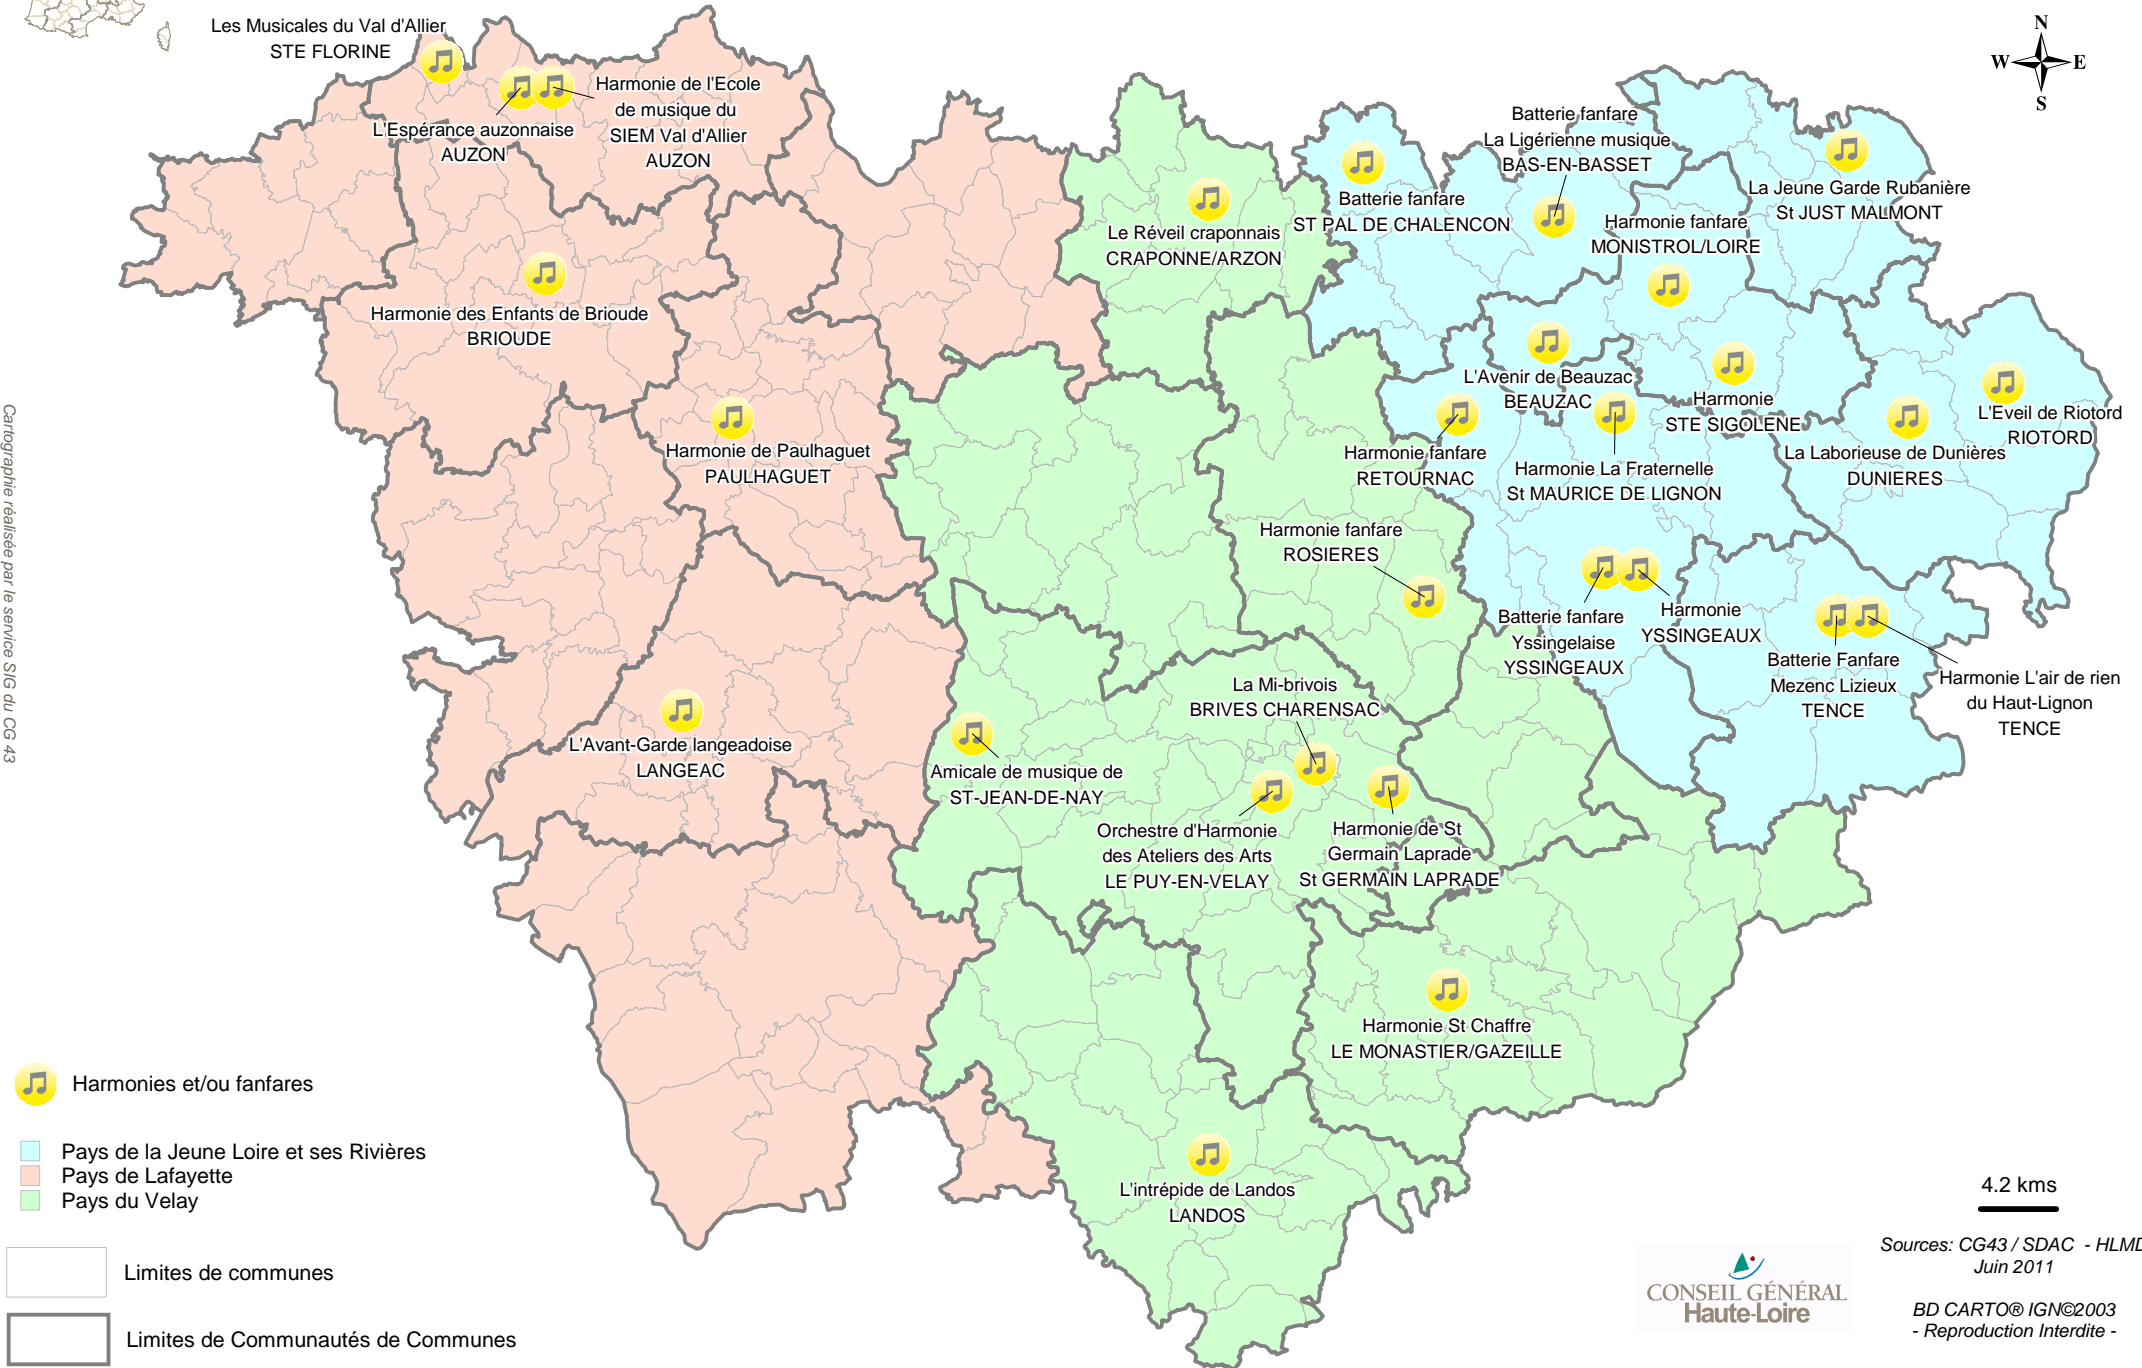 Les Musicales du Val d'Allier
STE FLORINE
L'Espérance auzonnaise
AUZON
Harmonie de l'Ecole
de musique du
SIEM Val d'Allier
AUZON
Harmonie des Enfants de Brioude
BRIOUDE
Harmonie de Paulhaguet
PAULHAGUET
L'Avant-Garde langeadoise
LANGEAC
Le Réveil craponnais
CRAPONNE/ARZON
Batterie fanfare
ST PAL DE CHALENCON
Batterie fanfare
La Ligérienne musique
BAS-EN-BASSET
Harmonie fanfare
MONISTROL/LOIRE
La Jeune Garde Rubanière
St JUST MALMONT
L'Avenir de Beauzac
BEAUZAC
Harmonie
STE SIGOLENE
L'Eveil de Riotord
RIOTORD
La Laborieuse de Dunières
DUNIERES
Harmonie fanfare
RETOURNAC
Harmonie La Fraternelle
St MAURICE DE LIGNON
Harmonie fanfare
ROSIERES
Batterie fanfare
Yssingelaise
YSSINGEAUX
Harmonie
YSSINGEAUX
Batterie Fanfare
Mezenc Lizieux
TENCE
Harmonie L'air de rien
du Haut-Lignon
TENCE
La Mi-brivois
BRIVES CHARENSAC
Amicale de musique de
ST-JEAN-DE-NAY
Orchestre d'Harmonie
des Ateliers des Arts
LE PUY-EN-VELAY
Harmonie de St
Germain Laprade
St GERMAIN LAPRADE
Harmonie St Chaffre
LE MONASTIER/GAZEILLE
L'intrépide de Landos
LANDOS
N
W E
S
Cartographie réalisée par le service SIG du CG 43
Harmonies et/ou fanfares
Pays de la Jeune Loire et ses Rivières
Pays de Lafayette
Pays du Velay
Limites de communes
Limites de Communautés de Communes
4.2 kms
CONSEIL GÉNÉRAL
Haute-Loire
Sources: CG43 / SDAC - HLMD
Juin 2011
BD CARTO® IGN©2003
- Reproduction Interdite -